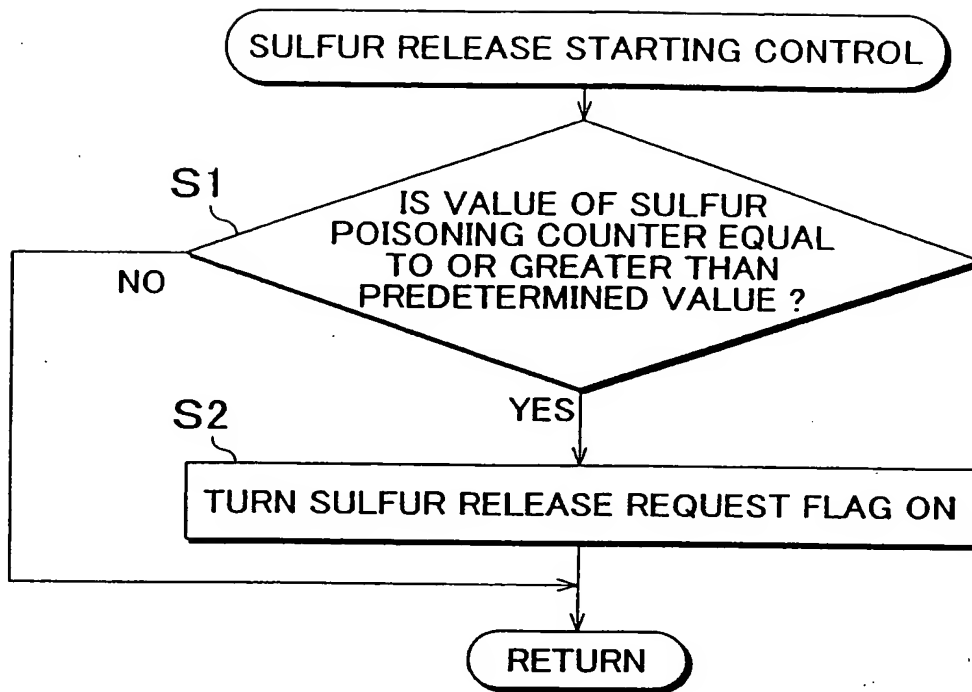 SULFUR RELEASE STARTING CONTROL
S1
IS VALUE OF SULFUR
POISONING COUNTER EQUAL
TO OR GREATER THAN
PREDETERMINED VALUE ?
NO
YES
S2
TURN SULFUR RELEASE REQUEST FLAG ON
RETURN